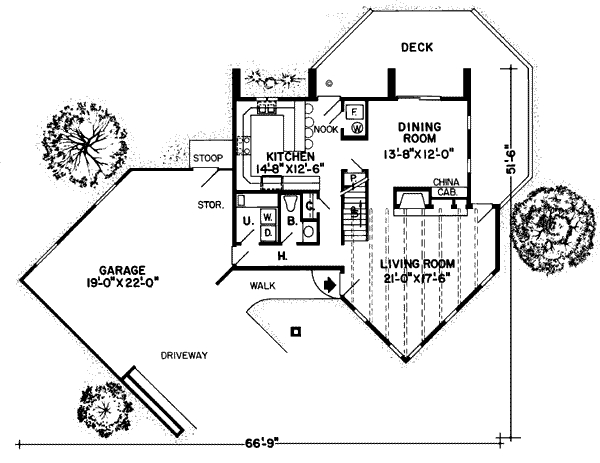 DECK
F.
W
NOOK
DINING
ROOM
13'-8"X12'-0"
KITCHEN
14'-8"X12'-6"
STOOP
P.
CHINA
CAB.
51'-6"
STOR.
U.
W.
D.
B.
C.
H.
LIVING ROOM
21'-0"X17'-6"
GARAGE
19'-0"X22'-0"
WALK
DRIVEWAY
66'-9"